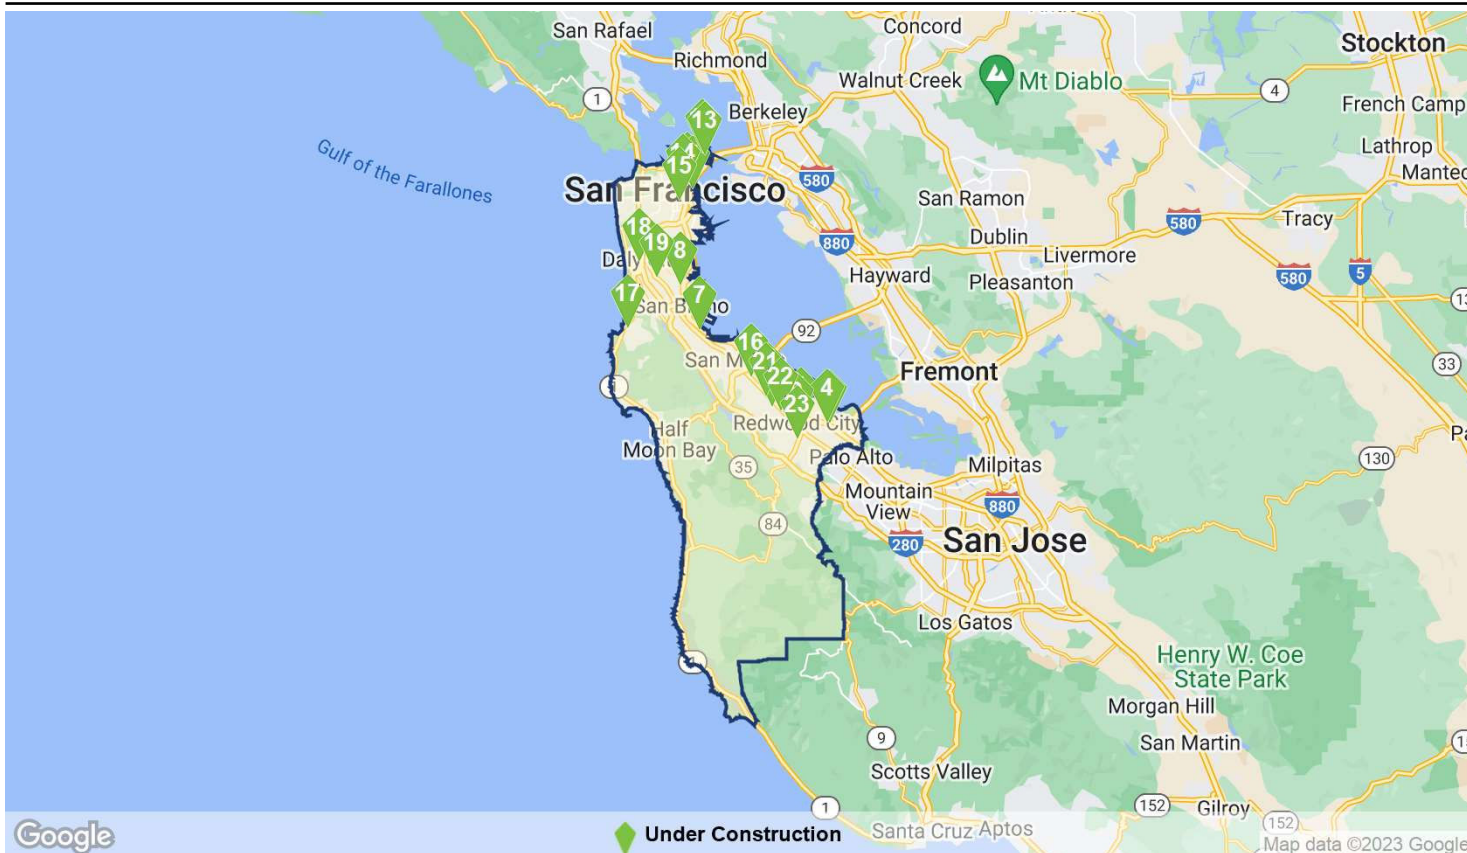 San Rafael
Concord
Richmond
Stockton
Walnut Creek
Mt Diablo
4
1
French Camp
13
Berkeley
Gulf of the Farallones
14
Lathrop
15
Manteca
580
San Francisco
San Ramon
580
Tracy
18
19
8
880
Dublin
Livermore
Daly
Hayward
Pleasanton
580
5
17
7
San Bruno
92
16
21
San M
22
4
Fremont
33
23
Redwood City
Half
Moon Bay
35
Palo Alto
Milpitas
130
Mountain
View
880
84
280
San Jose
Los Gatos
Henry W. Coe
State Park
Morgan Hill
9
San Martin
Scotts Valley
1
152
Gilroy
Google
Under Construction
Santa Cruz
Aptos
152
Map data ©2023 Google